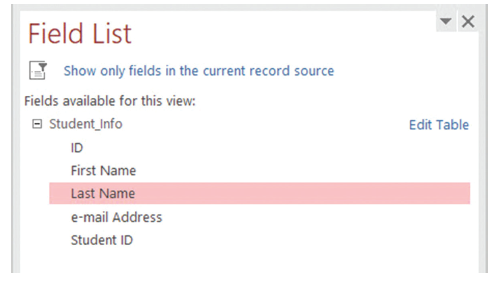 Field List
Show only fields in the current record source
Fields available for this view:
Student_Info Edit Table
ID
First Name
Last Name
e-mail Address
Student ID